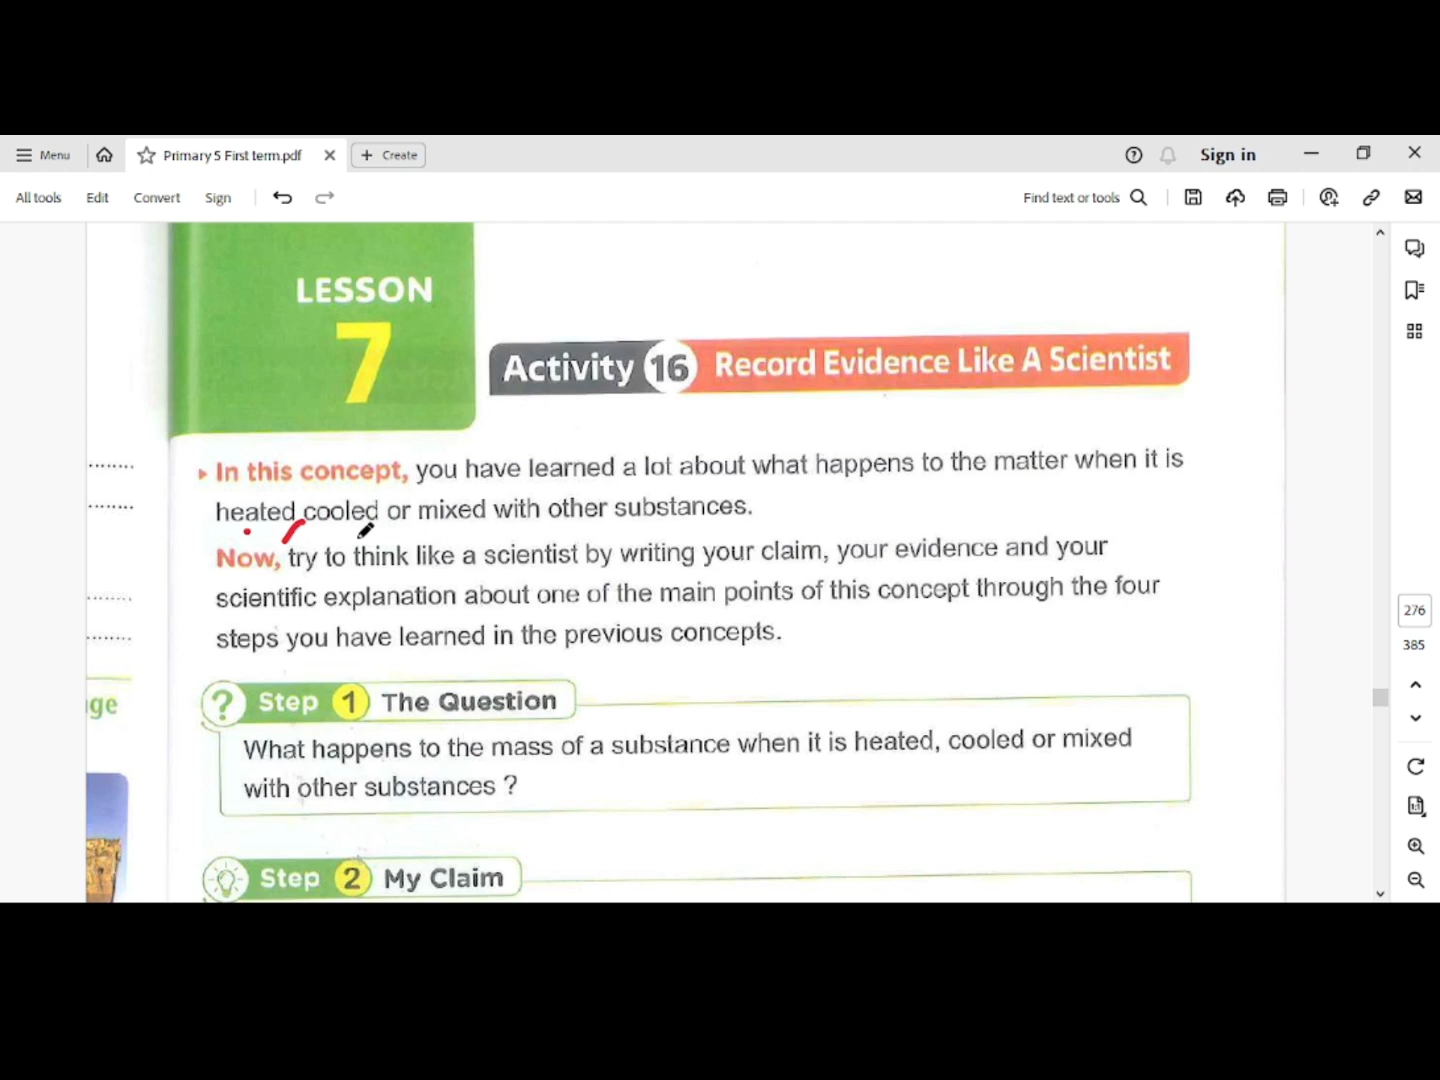 Menu
Primary 5 First term.pdf
Create
Sign in
All tools
Edit
Convert
Sign
Find text or tools
LESSON
7
Activity 16 Record Evidence Like A Scientist
In this concept, you have learned a lot about what happens to the matter when it is
heated cooled or mixed with other substances.
Now, try to think like a scientist by writing your claim, your evidence and your
scientific explanation about one of the main points of this concept through the four
steps you have learned in the previous concepts.
? Step 1 The Question
What happens to the mass of a substance when it is heated, cooled or mixed
with other substances ?
Step 2 My Claim
ge
276
385